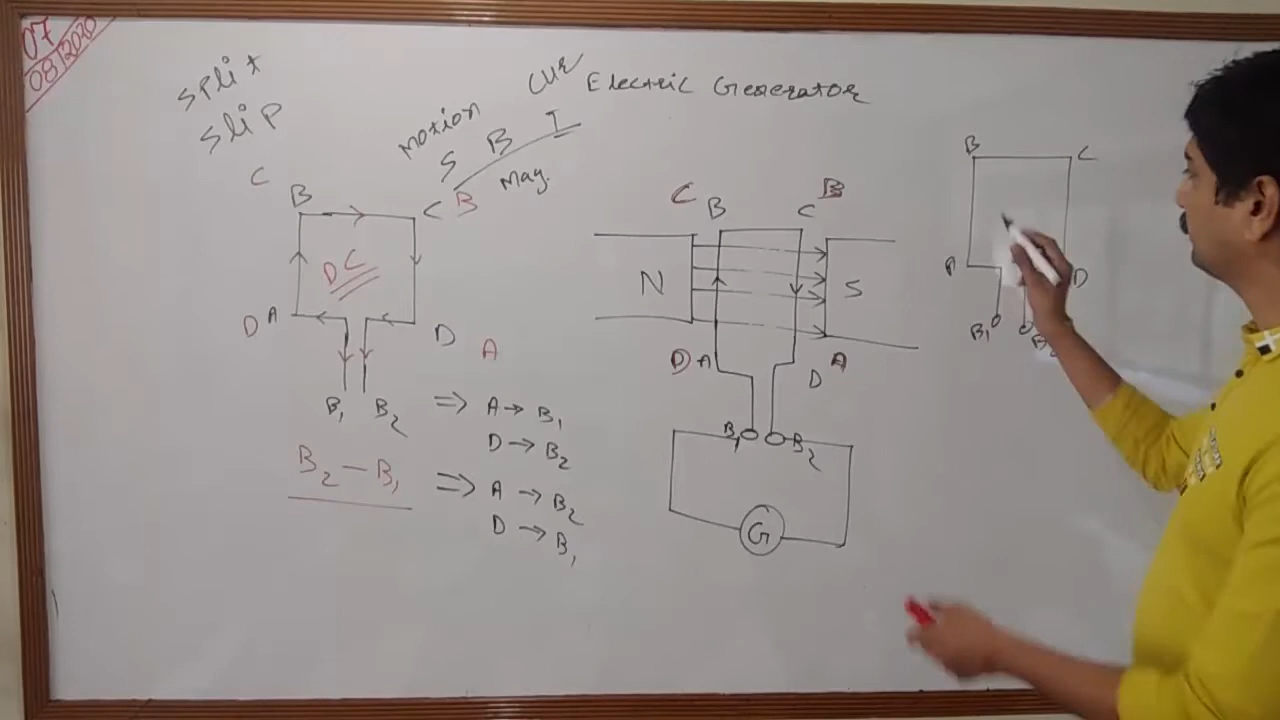 07
08/2020
Split
Slip
Motion
Cur
Electric Generator
S B I
Mag.
C
B
C B
DC
D A
D A
B₁ B₂
⇒ A → B₁
D → B₂
B₂ – B₁
⇒ A → B₂
D → B₁
C B C B
N S
D A D A
B₁ B₂
G
B C
A D
B₁ B₂